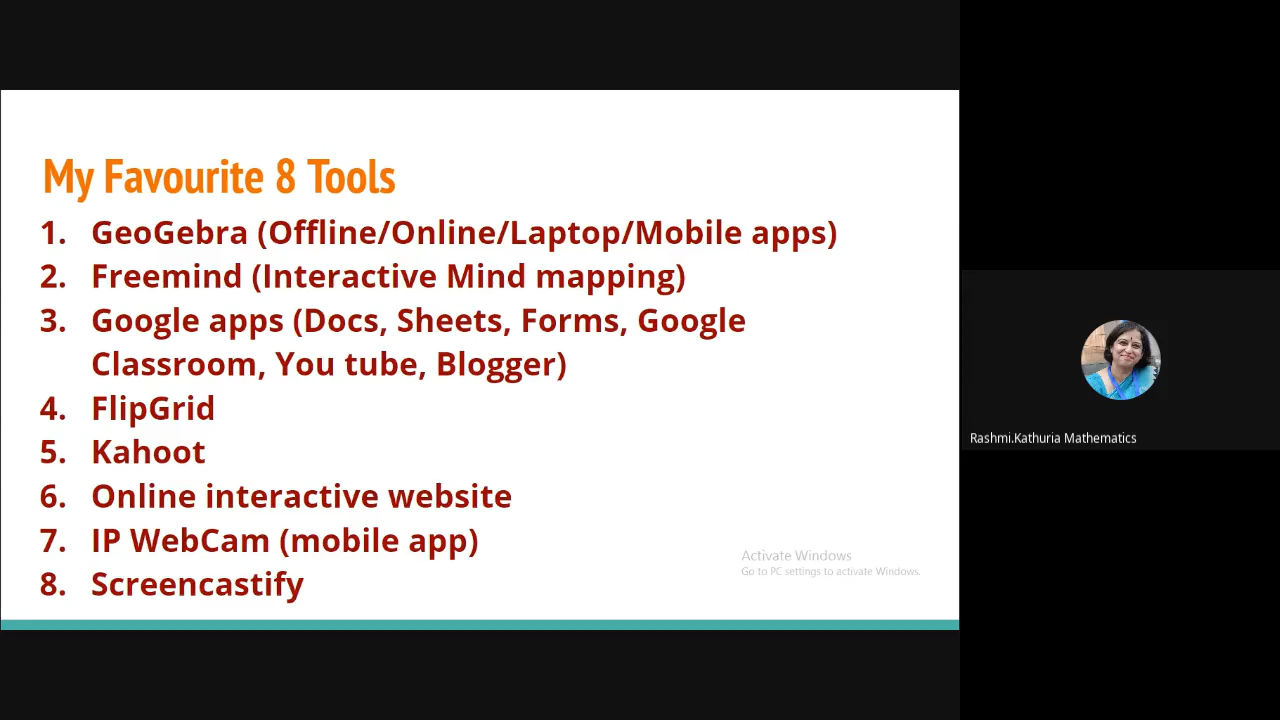 My Favourite 8 Tools
1. GeoGebra (Offline/Online/Laptop/Mobile apps)
2. Freemind (Interactive Mind mapping)
3. Google apps (Docs, Sheets, Forms, Google
Classroom, You tube, Blogger)
4. FlipGrid
5. Kahoot
6. Online interactive website
7. IP WebCam (mobile app)
8. Screencastify
Activate Windows
Go to PC settings to activate Windows.
Rashmi.Kathuria Mathematics